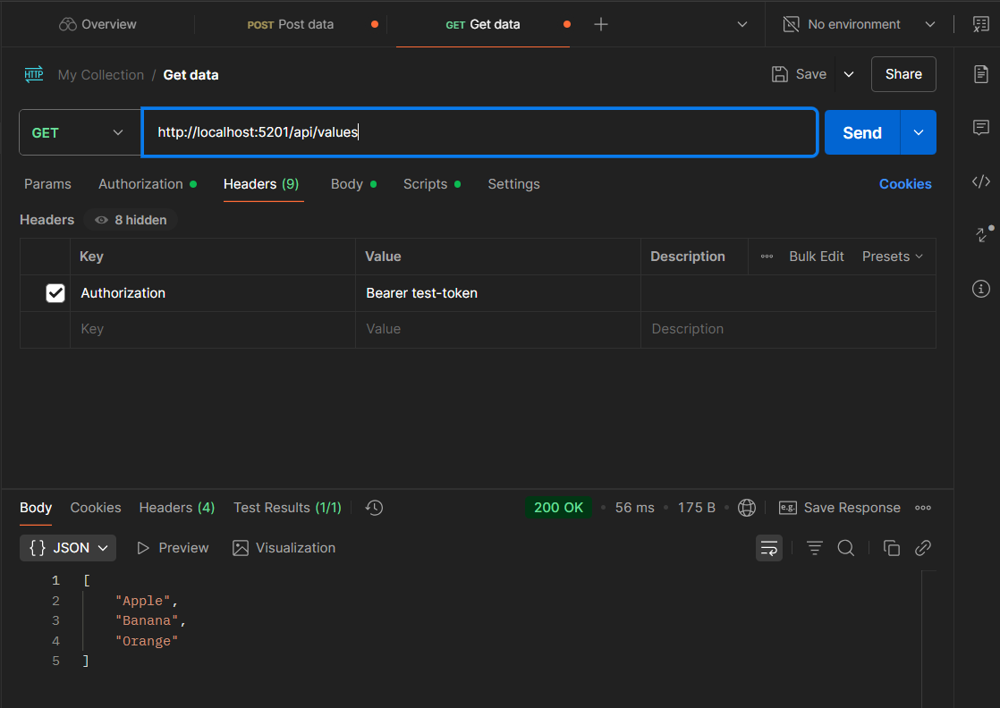 Overview POST Post data GET Get data No environment
HTTP My Collection / Get data Save Share
GET http://localhost:5201/api/values Send
Params Authorization Headers (9) Body Scripts Settings Cookies
Headers 8 hidden
Key Value Description Bulk Edit Presets
Authorization Bearer test-token
Key Value Description
Body Cookies Headers (4) Test Results (1/1) 200 OK • 56 ms • 175 B • e.g. Save Response
{} JSON Preview Visualization
1 [
2 "Apple",
3 "Banana",
4 "Orange"
5 ]